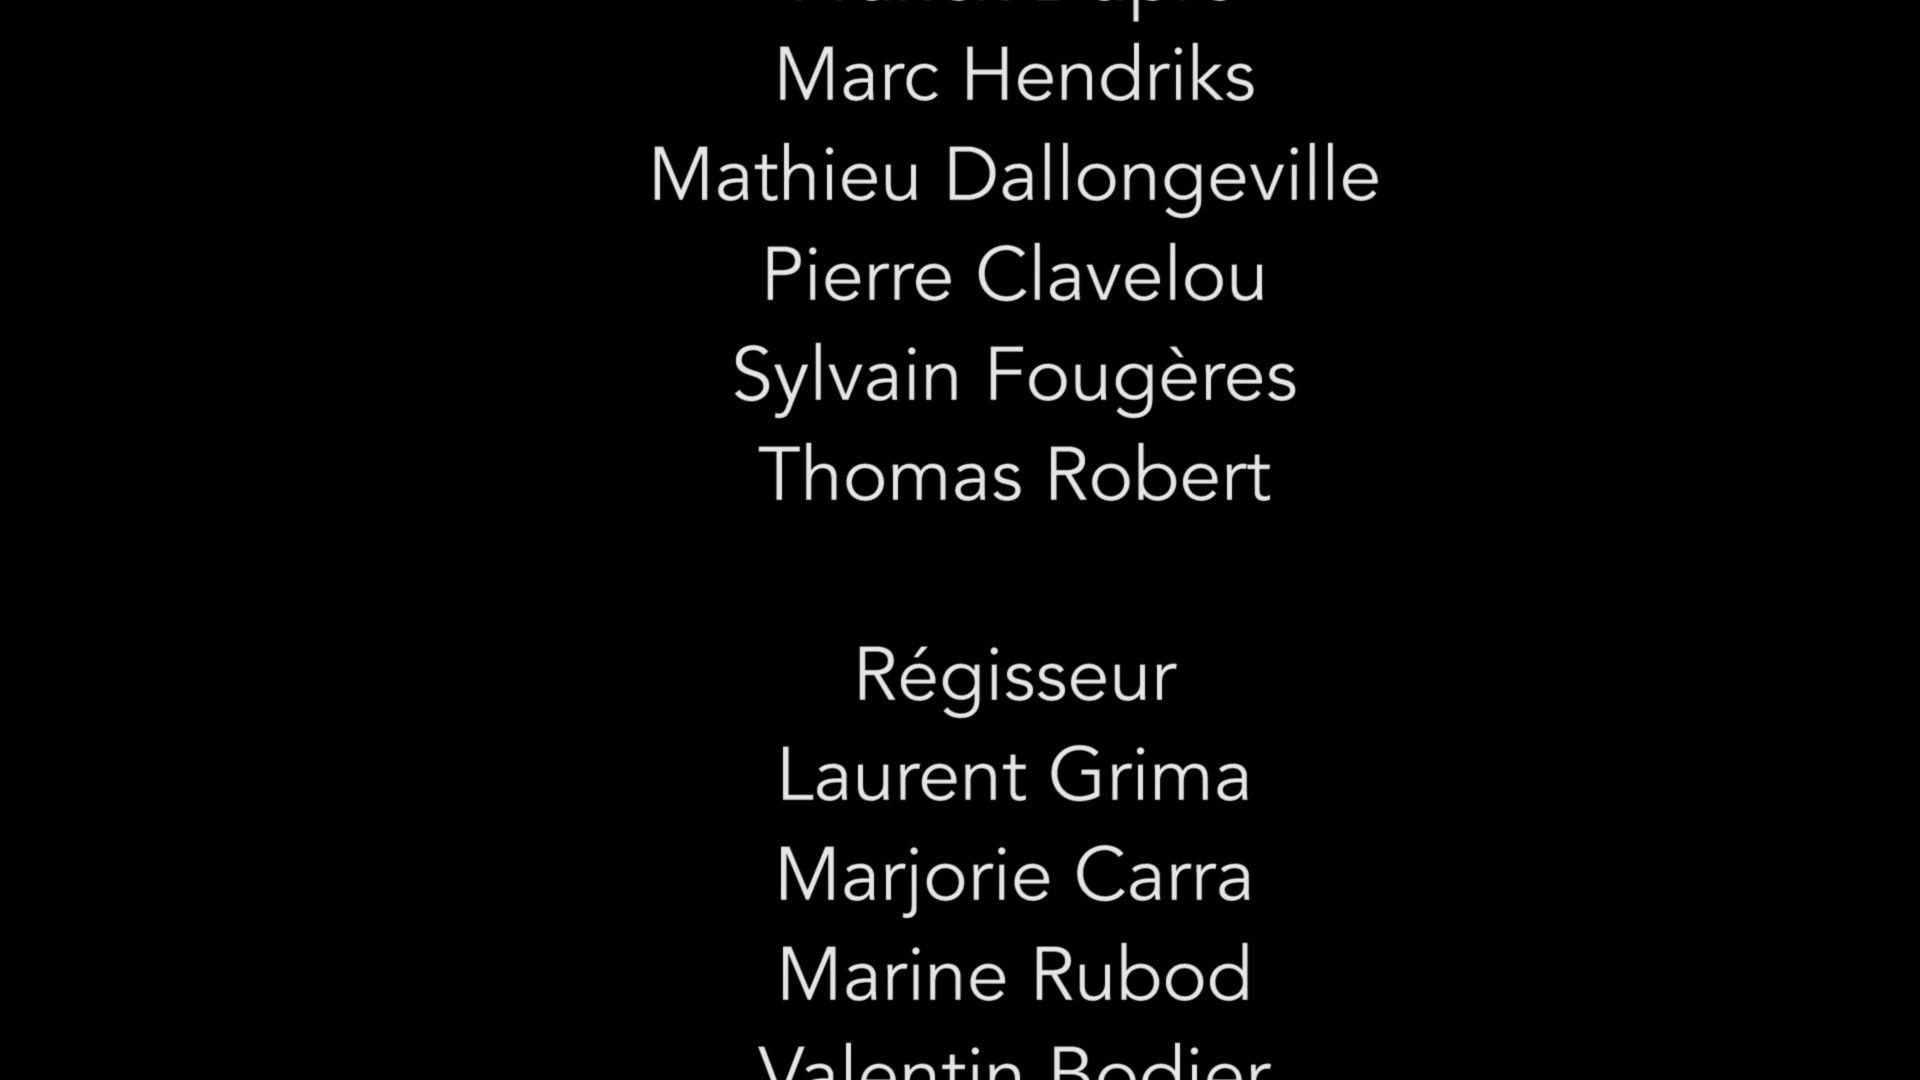 Marc Hendriks
Mathieu Dallongeville
Pierre Clavelou
Sylvain Fougères
Thomas Robert
Régisseur
Laurent Grima
Marjorie Carra
Marine Rubod
Valentin Bodier